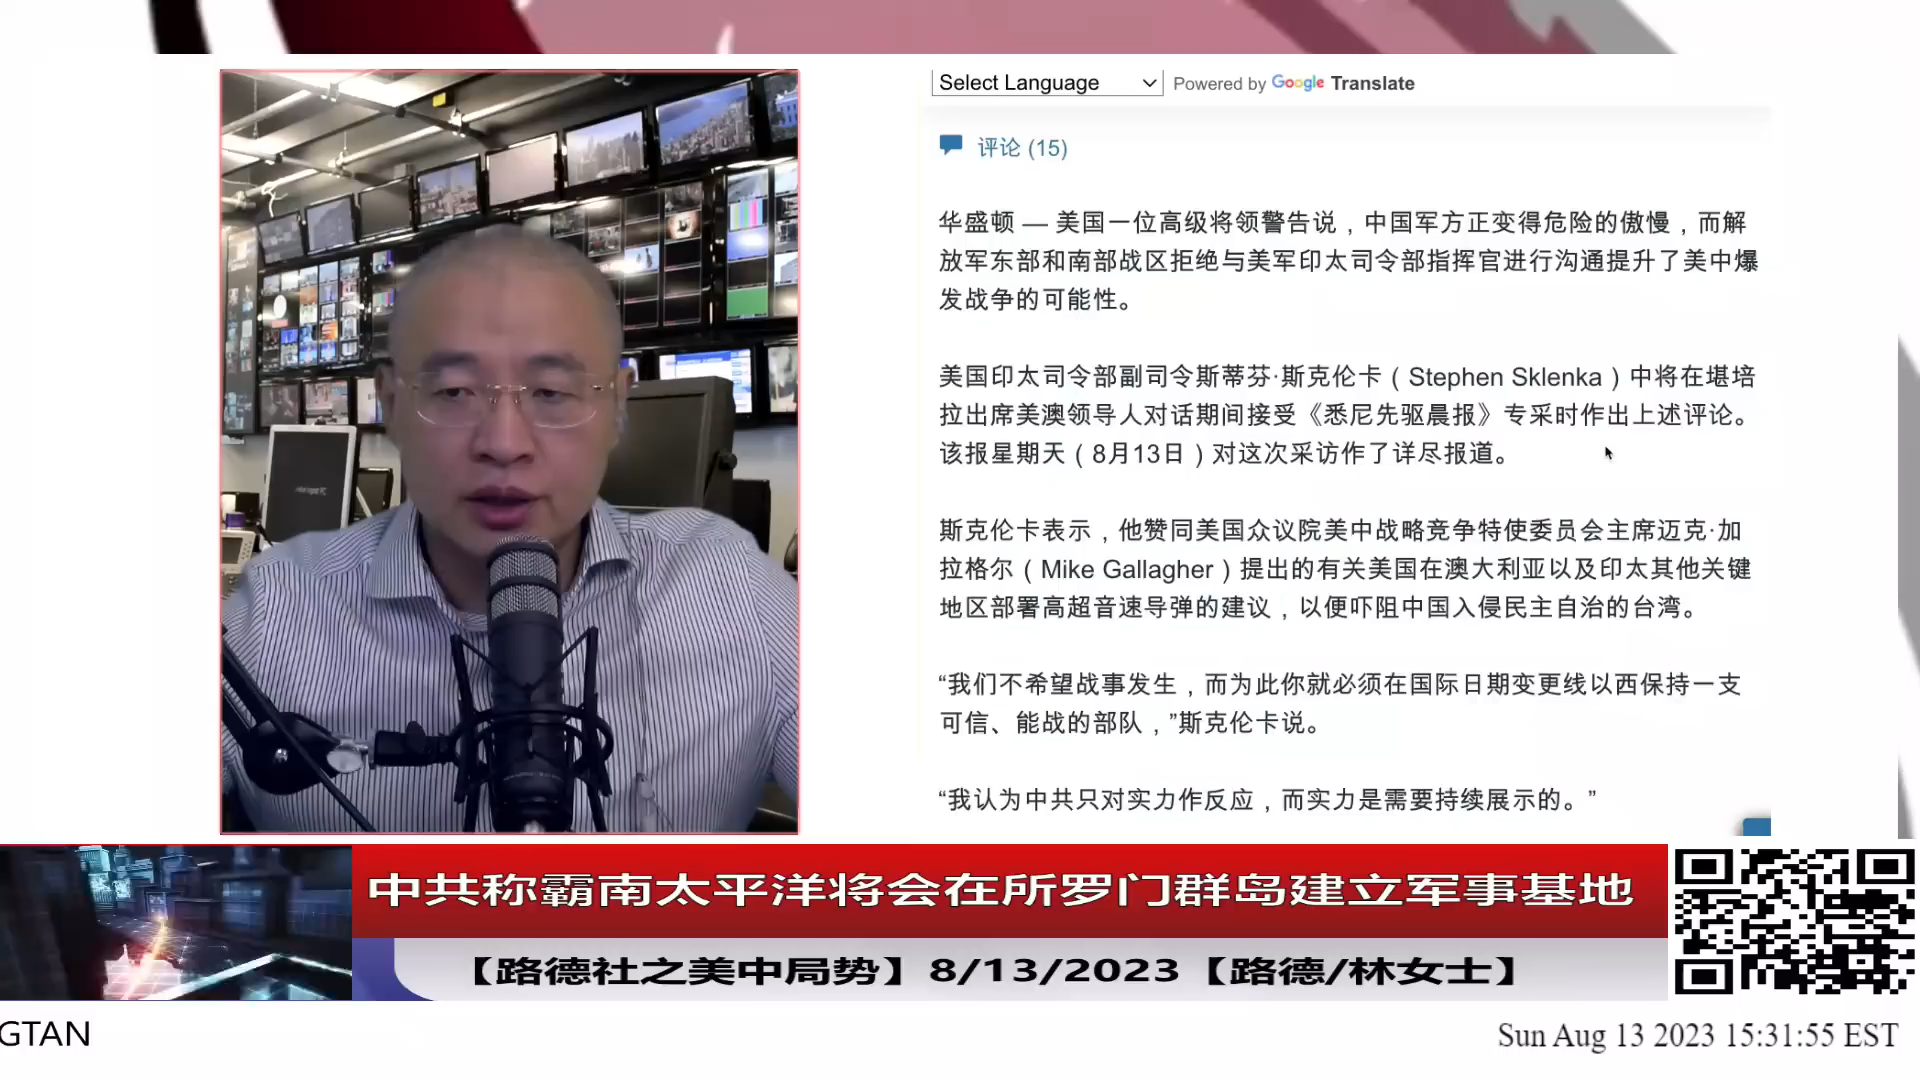 Select Language
Powered by Google Translate
评论 (15)
华盛顿 — 美国一位高级将领警告说，中国军方正变得危险的傲慢，而解
放军东部和南部战区拒绝与美军印太司令部指挥官进行沟通提升了美中爆
发战争的可能性。
美国印太司令部副司令斯蒂芬·斯克伦卡（Stephen Sklenka）中将在堪培
拉出席美澳领导人对话期间接受《悉尼先驱晨报》专采时作出上述评论。
该报星期天（8月13日）对这次采访作了详尽报道。
斯克伦卡表示，他赞同美国众议院美中战略竞争特使委员会主席迈克·加
拉格尔（Mike Gallagher）提出的有关美国在澳大利亚以及印太其他关键
地区部署高超音速导弹的建议，以便吓阻中国入侵民主自治的台湾。
“我们不希望战事发生，而为此你就必须在国际日期变更线以西保持一支
可信、能战的部队，”斯克伦卡说。
“我认为中共只对实力作反应，而实力是需要持续展示的。”
中共称霸南太平洋将会在所罗门群岛建立军事基地
【路德社之美中局势】8/13/2023【路德/林女士】
GTAN
Sun Aug 13 2023 15:31:55 EST